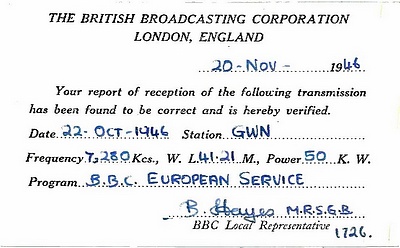 THE BRITISH BROADCASTING CORPORATION
LONDON, ENGLAND
20-Nov- 1946
Your report of reception of the following transmission
has been found to be correct and is hereby verified.
Date 22-OCT-1946 Station GWN
Frequency 7,280 Kcs., W. L. 41.21 M., Power 50 K. W.
Program B.B.C. EUROPEAN SERVICE
B. Hayes M.R.S.G.B
BBC Local Representative 1726.